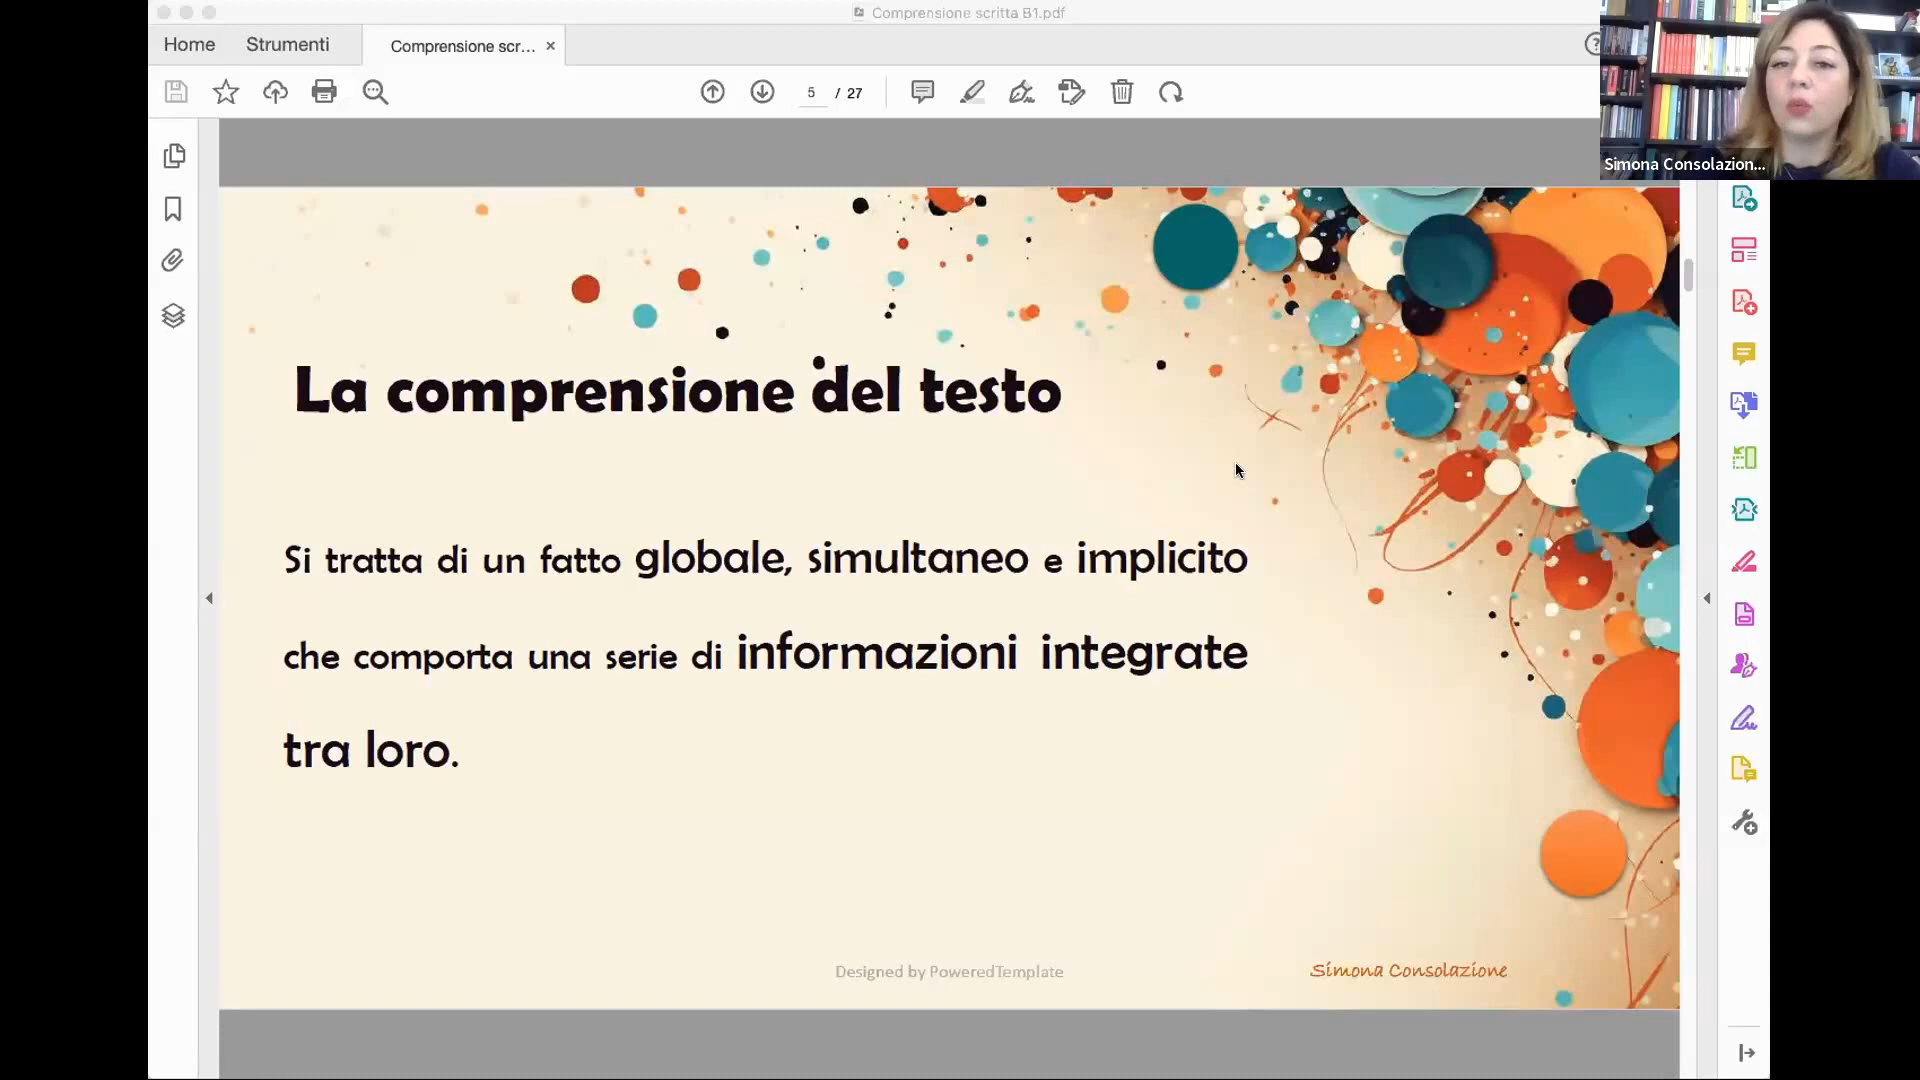 Comprensione scritta B1.pdf
Home
Strumenti
Comprensione scr...
5 / 27
Simona Consolazion...
La comprensione del testo
Si tratta di un fatto globale, simultaneo e implicito
che comporta una serie di informazioni integrate
tra loro.
Designed by PoweredTemplate
Simona Consolazione